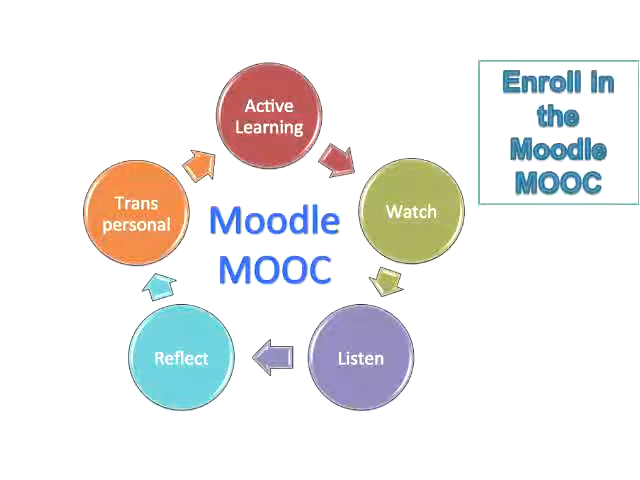 Active
Learning
Watch
Listen
Reflect
Trans
personal
Moodle
MOOC
Enroll in
the
Moodle
MOOC